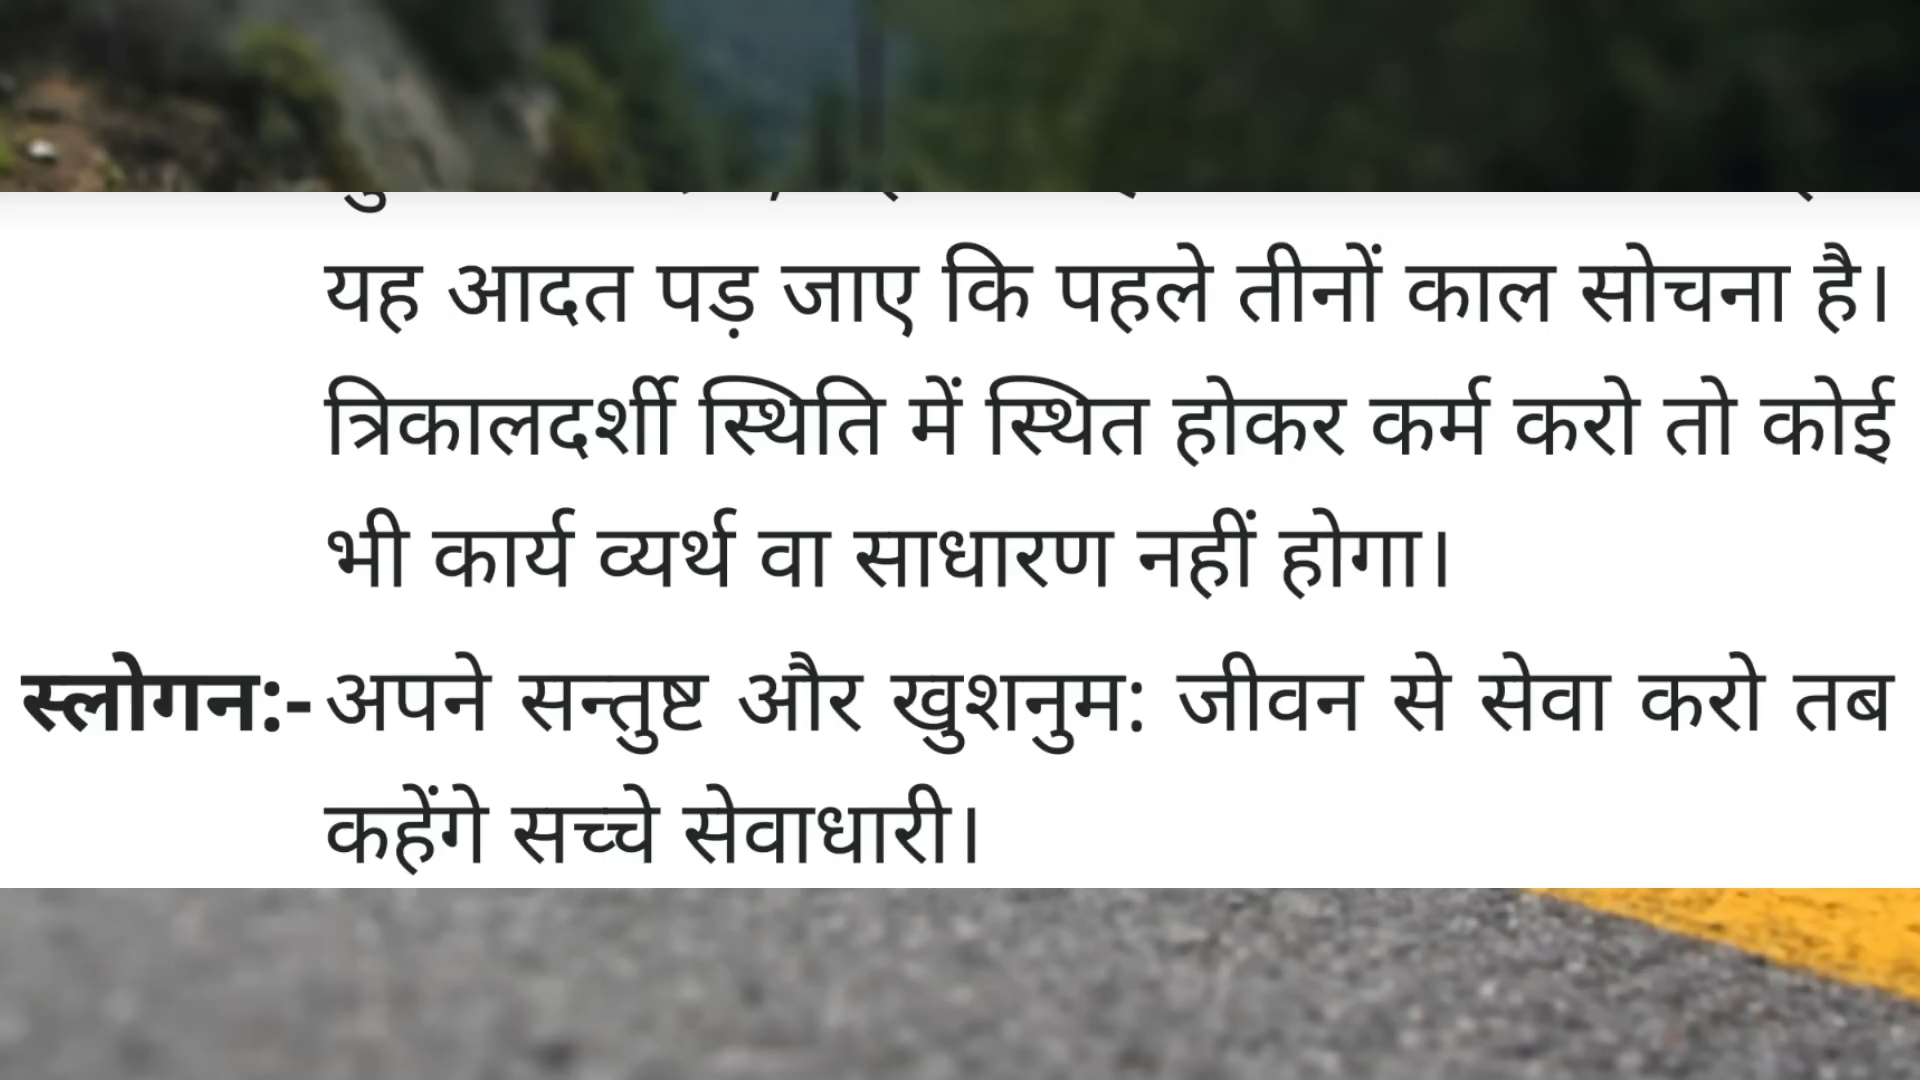 यह आदत पड़ जाए कि पहले तीनों काल सोचना है।
त्रिकालदर्शी स्थिति में स्थित होकर कर्म करो तो कोई
भी कार्य व्यर्थ वा साधारण नहीं होगा।
स्लोगन:- अपने सन्तुष्ट और खुशनुम: जीवन से सेवा करो तब
कहेंगे सच्चे सेवाधारी।